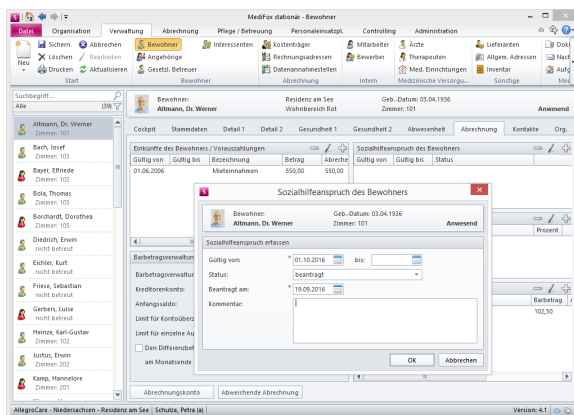 MediFox stationär - Bewohner
Datei Organisation Verwaltung Abrechnung Pflege / Betreuung Personaleinsatzpl. Controlling Administration
Neu Sichern Abbrechen Bewohner Interessenten Kostenträger Mitarbeiter Ärzte Lieferanten
Löschen Bearbeiten Angehörige Rechnungsadressen Bewerber Therapeuten Allgem. Adressen
Drucken Aktualisieren Gesetzl. Betreuer Datenannahmestellen Med. Einrichtungen Inventar
Start Bewohner Abrechnung Intern Medizinische Versorgu... Sonstige
Suchbegriff...
Alle (39)
Bewohner: Residenz am See Geb.-Datum: 03.04.1936
Altmann, Dr. Werner Wohnbereich Rot Zimmer: 101 Anwesend
Altmann, Dr. Werner
Zimmer: 101
Bach, Josef
Zimmer: 103
Bayer, Elfriede
Zimmer: 102
Bola, Thomas
Zimmer: 105
Borchardt, Dorothea
Zimmer: 105
Diedrich, Erwin
nicht betreut
Eichler, Kurt
nicht betreut
Friese, Sebastian
nicht betreut
Gerbers, Luise
nicht betreut
Heinze, Karl-Gustav
Zimmer: 102
Justus, Erwin
Zimmer: 202
Kamp, Hannelore
Zimmer: 201
Cockpit Stammdaten Detail 1 Detail 2 Gesundheit 1 Gesundheit 2 Abwesenheit Abrechnung Kontakte Org.
Einkünfte des Bewohners / Vorauszahlungen
Gültig von Gültig bis Bezeichnung Betrag Abreche
01.06.2006 Mieteinnahmen 550,00 550,00
Sozialhilfeanspruch des Bewohners
Gültig von Gültig bis Status
Prozent
Barbetrag
102,50
Barbetragsverwaltun
Barbetragsverwaltur
Kreditorenkonto:
Anfangssaldo:
Limit für Kontoüberz
Limit für einzelne Au
Den Differenzbet
am Monatsende
Abrechnungskonto Abweichende Abrechnung
Sozialhilfeanspruch des Bewohners
Bewohner: Geb.-Datum: 03.04.1936
Altmann, Dr. Werner Zimmer: 101 Anwesend
Sozialhilfeanspruch erfassen
Gültig von: * 01.10.2016 bis:
Status: beantragt
Beantragt am: * 19.09.2016
Kommentar:
OK Abbrechen
AllegroCare - Niedersachsen - Residenz am See Schulze, Petra (a) Version: 4.1